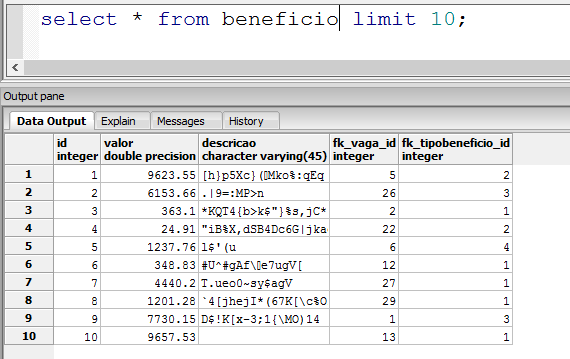 select * from beneficio limit 10;
Output pane
Data Output Explain Messages History
id integer valor double precision descricao character varying(45) fk_vaga_id integer fk_tipobeneficio_id integer
1 1 9623.55 [h}p5Xc}(▯Mko%:qEq 5 2
2 2 6153.66 .|9=:MP>n 26 3
3 3 363.1 *KQT4{b>k$"}%s,jC* 2 1
4 4 24.91 "iB%X,dSB4Dc6G|jka 22 2
5 5 1237.76 l$'(u 6 4
6 6 348.83 #U^#gAf\▯e7ugV[ 12 1
7 7 4440.2 T.ueo0~sy$agV 27 1
8 8 1201.28 `4[jhejI*(67K[\c%O 29 1
9 9 7730.15 D$!K[x-3;1{\MO)14 1 3
10 10 9657.53 13 1